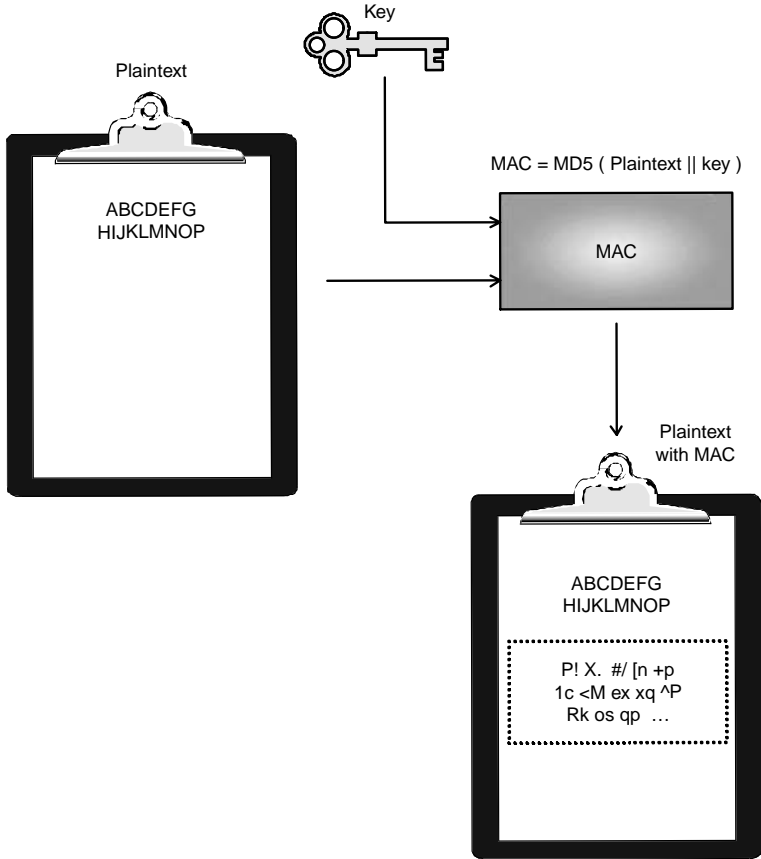 Key
Plaintext
MAC = MD5 ( Plaintext || key )
ABCDEFG
HIJKLMNOP
MAC
Plaintext
with MAC
ABCDEFG
HIJKLMNOP
P! X. #/ [n +p
1c <M ex xq ^P
Rk os qp …